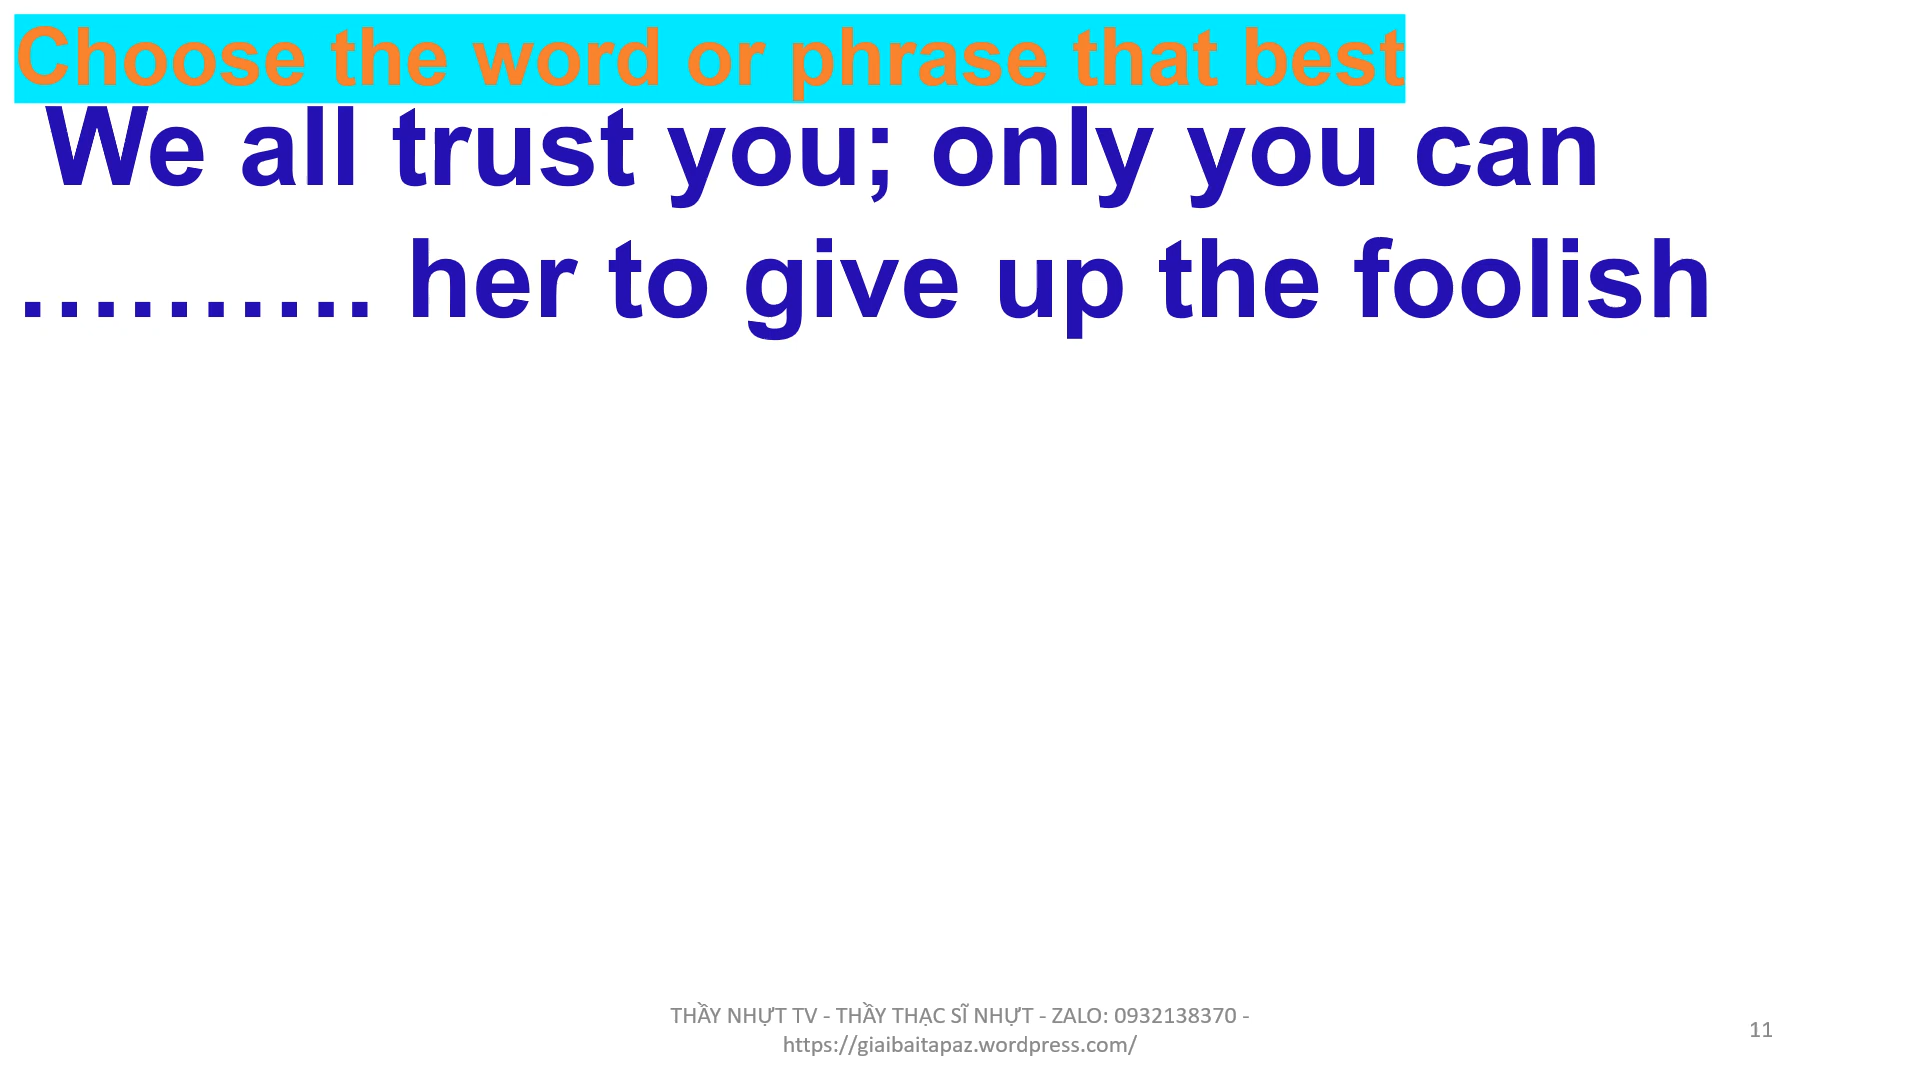 Choose the word or phrase that best
We all trust you; only you can
………. her to give up the foolish
THẦY NHỰT TV - THẦY THẠC SĨ NHỰT - ZALO: 0932138370 -
https://giaibaitapaz.wordpress.com/
11